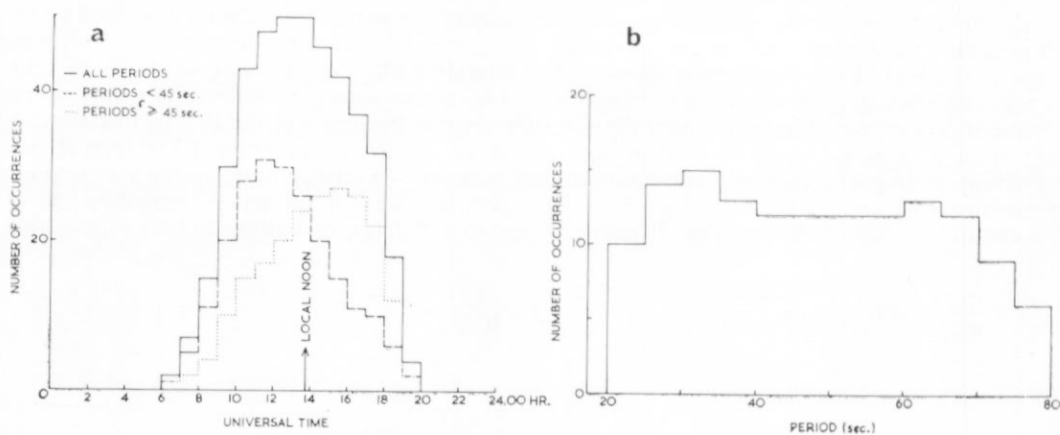 a
— ALL PERIODS
--- PERIODS < 45 sec.
······ PERIODS ≥ 45 sec.
NUMBER OF OCCURRENCES
40
20
0
LOCAL NOON
2 4 6 8 10 12 14 16 18 20 22 24.00 HR.
UNIVERSAL TIME
b
NUMBER OF OCCURRENCES
20
10
0
20 40 60 80
PERIOD (sec.)